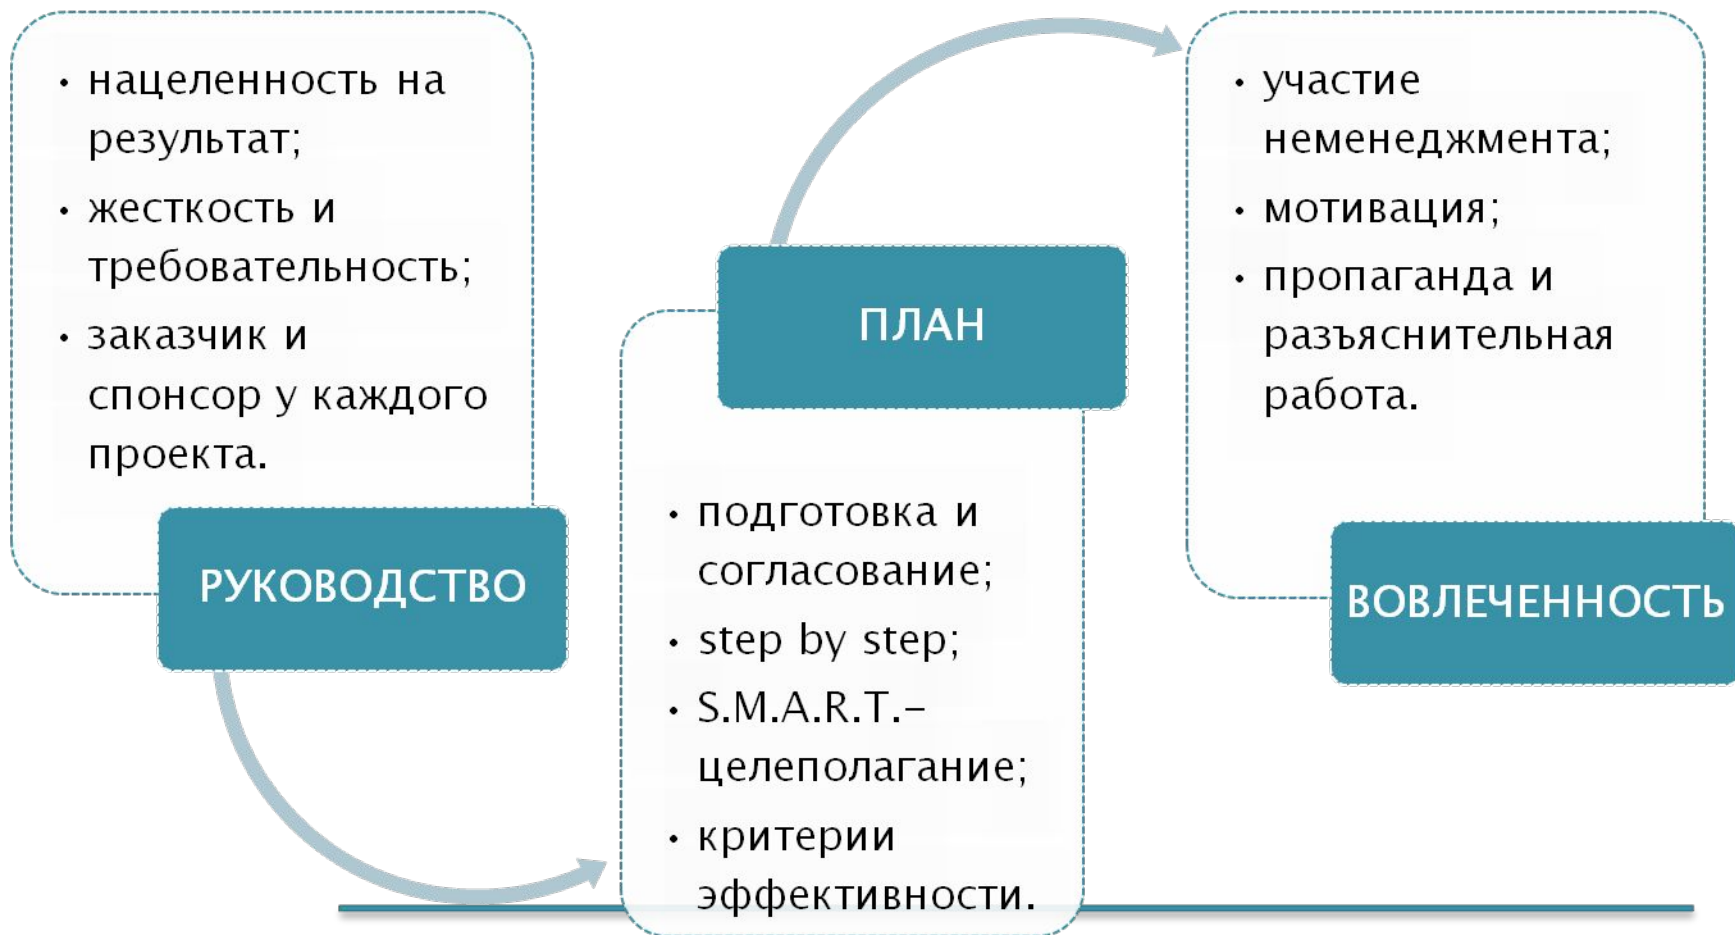 • нацеленность на
результат;
• жесткость и
требовательность;
• заказчик и
спонсор у каждого
проекта.
РУКОВОДСТВО
ПЛАН
• подготовка и
согласование;
• step by step;
• S.M.A.R.T.–
целеполагание;
• критерии
эффективности.
• участие
неменеджмента;
• мотивация;
• пропаганда и
разъяснительная
работа.
ВОВЛЕЧЕННОСТЬ